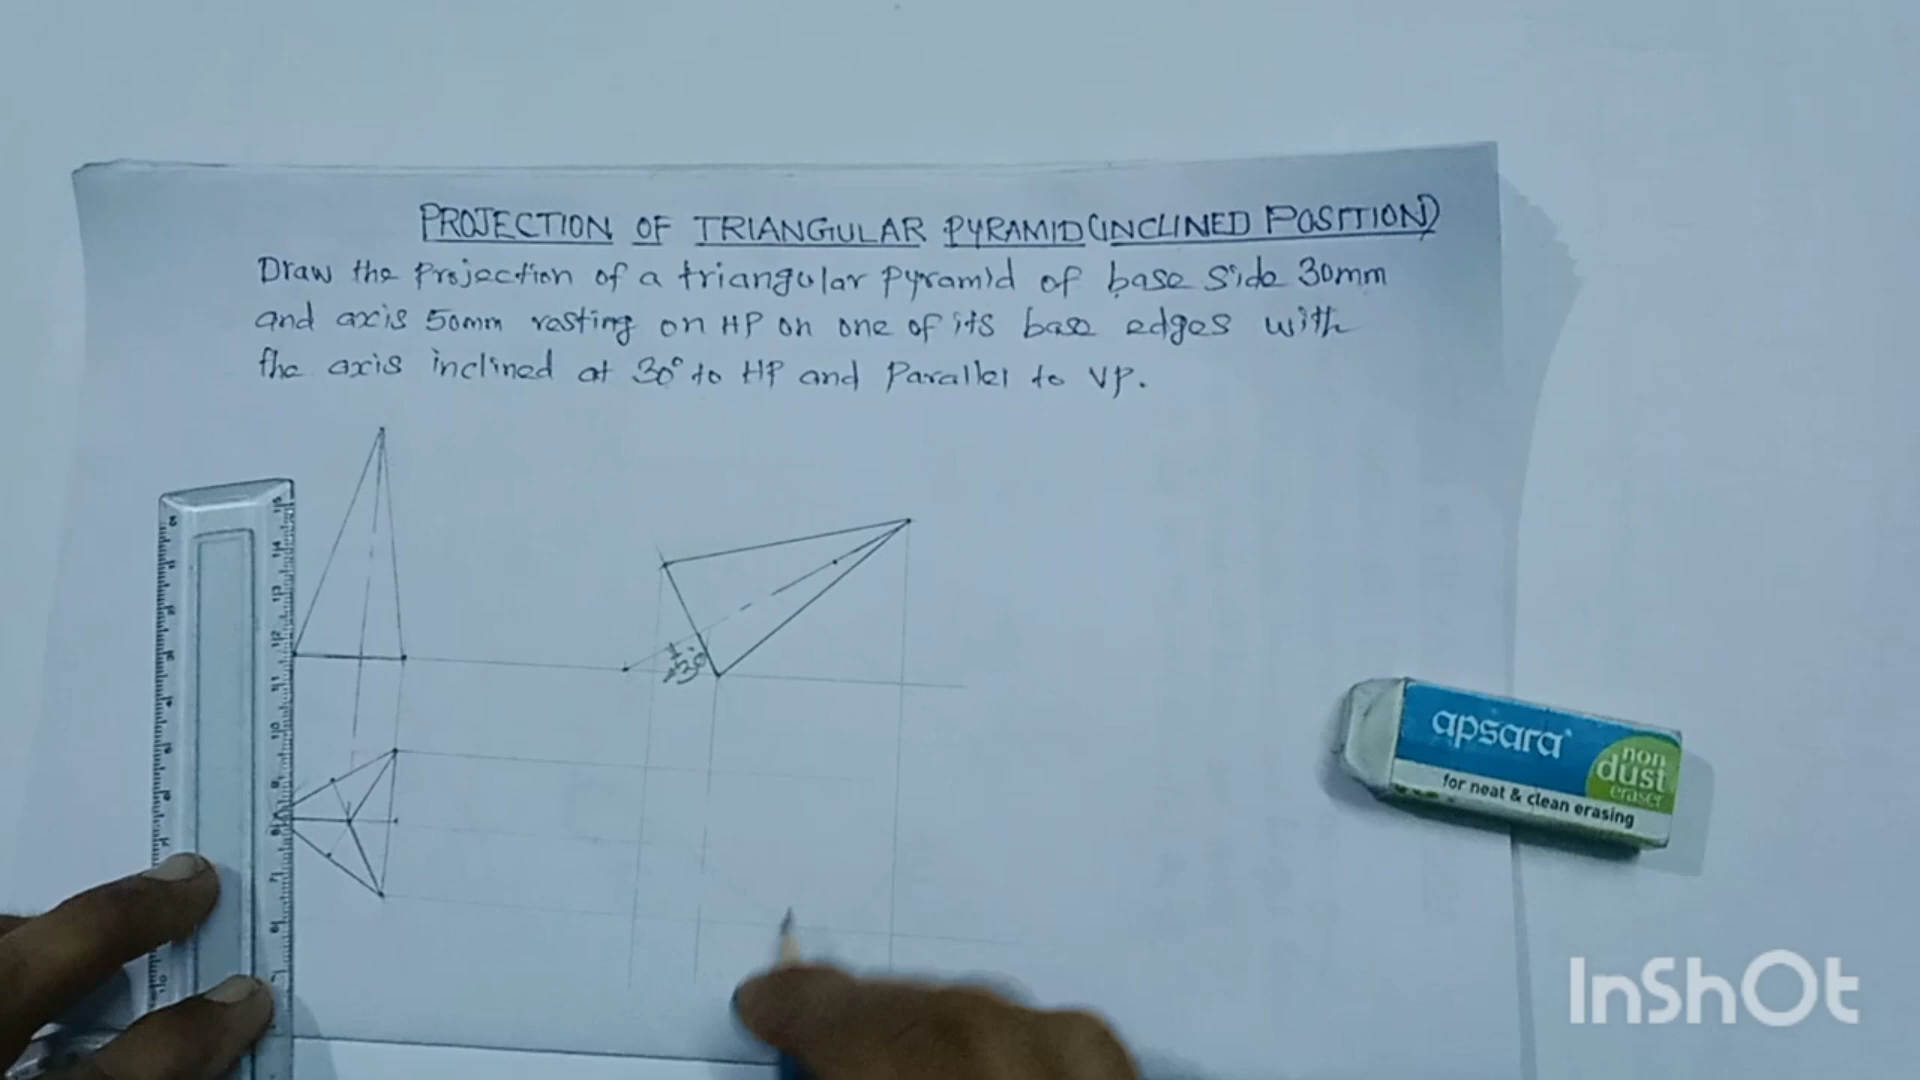 PROJECTION OF TRIANGULAR PYRAMID (INCLINED POSITION)
Draw the projection of a triangular pyramid of base side 30mm
and axis 50mm resting on HP on one of its base edges with
the axis inclined at 30° to HP and Parallel to VP.
30
apsara
non
dust
eraser
for neat & clean erasing
InShOt